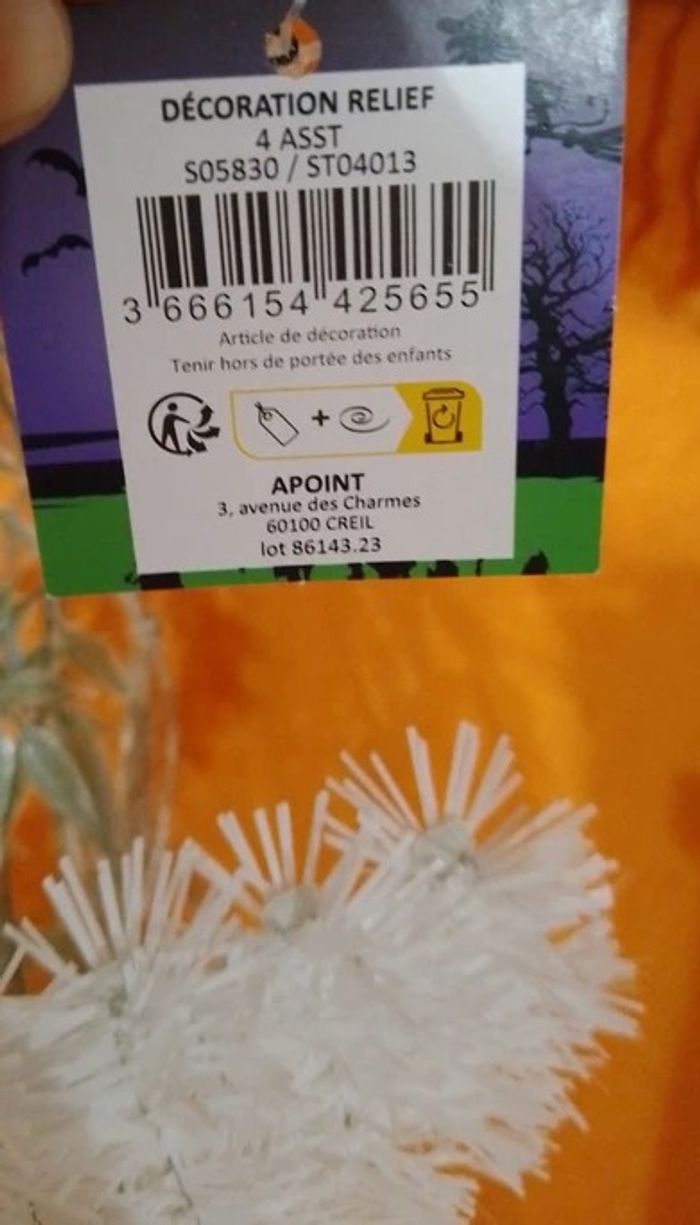 DÉCORATION RELIEF
4 ASST
S05830 / ST04013
3 666154 425655
Article de décoration
Tenir hors de portée des enfants
APOINT
3, avenue des Charmes
60100 CREIL
lot 86143.23